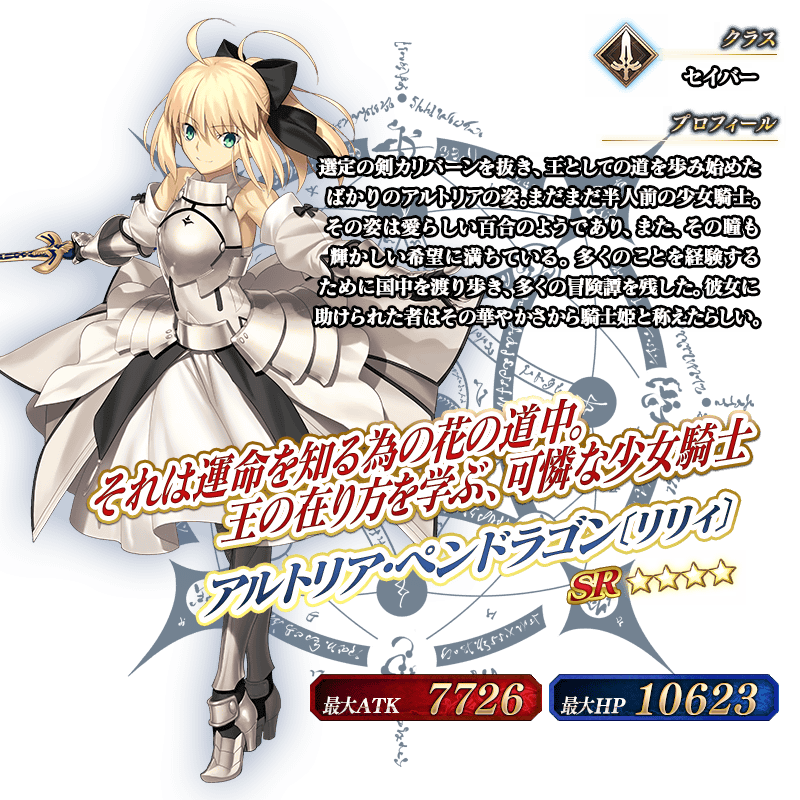 クラス
セイバー
プロフィール
選定の剣カリバーンを抜き、王としての道を歩み始めた
ばかりのアルトリアの姿。まだまだ半人前の少女騎士。
その姿は愛らしい百合のようであり、また、その瞳も
輝かしい希望に満ちている。多くのことを経験する
ために国中を渡り歩き、多くの冒険譚を残した。彼女に
助けられた者はその華やかさから騎士姫と称えたらしい。
それは運命を知る為の花の道中。
王の在り方を学ぶ、可憐な少女騎士
アルトリア・ペンドラゴン〔リリィ〕
SR
最大ATK 7726
最大HP 10623